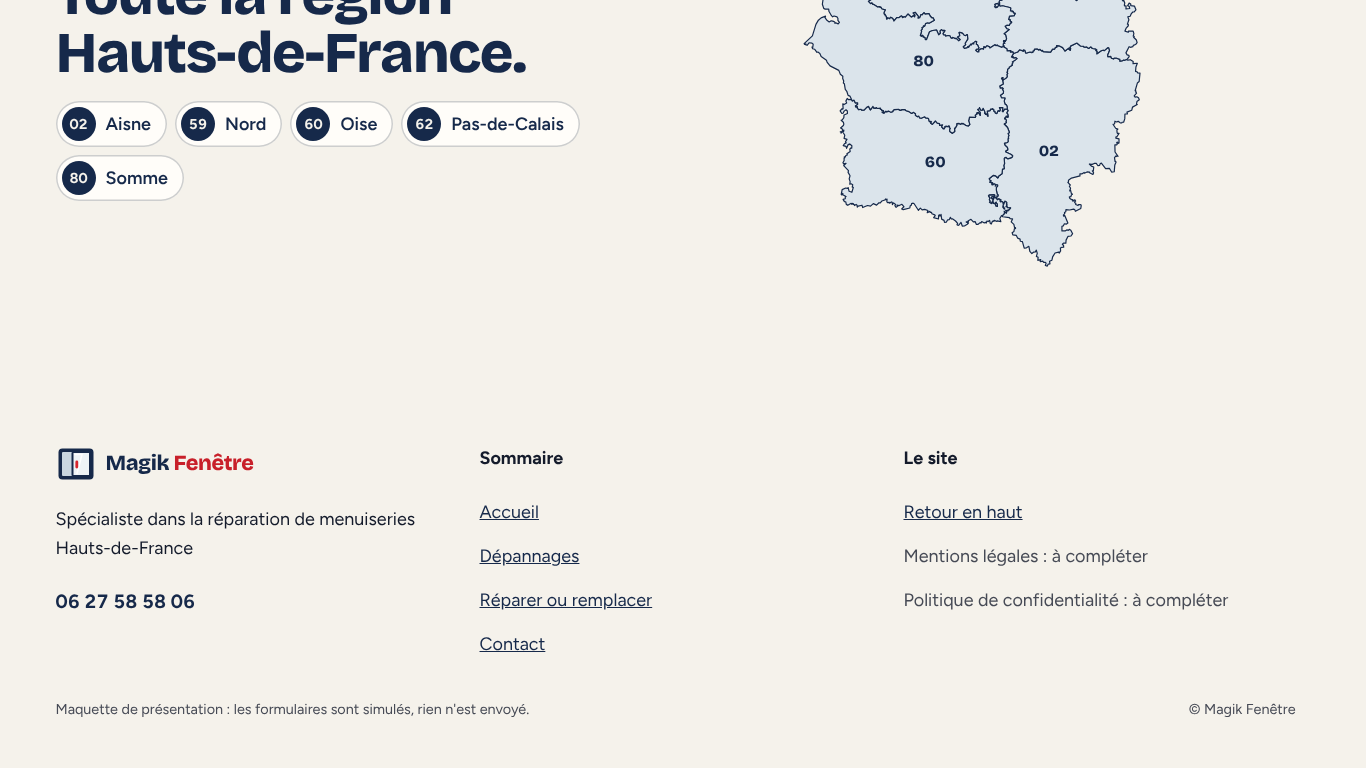 Toute la région
Hauts-de-France.
02 Aisne
59 Nord
60 Oise
62 Pas-de-Calais
80 Somme
80
60
02
Magik Fenêtre
Spécialiste dans la réparation de menuiseries
Hauts-de-France
06 27 58 58 06
Sommaire
Accueil
Dépannages
Réparer ou remplacer
Contact
Le site
Retour en haut
Mentions légales : à compléter
Politique de confidentialité : à compléter
Maquette de présentation : les formulaires sont simulés, rien n'est envoyé.
© Magik Fenêtre